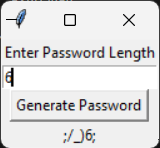 Enter Password Length
6
Generate Password
;/_)6;